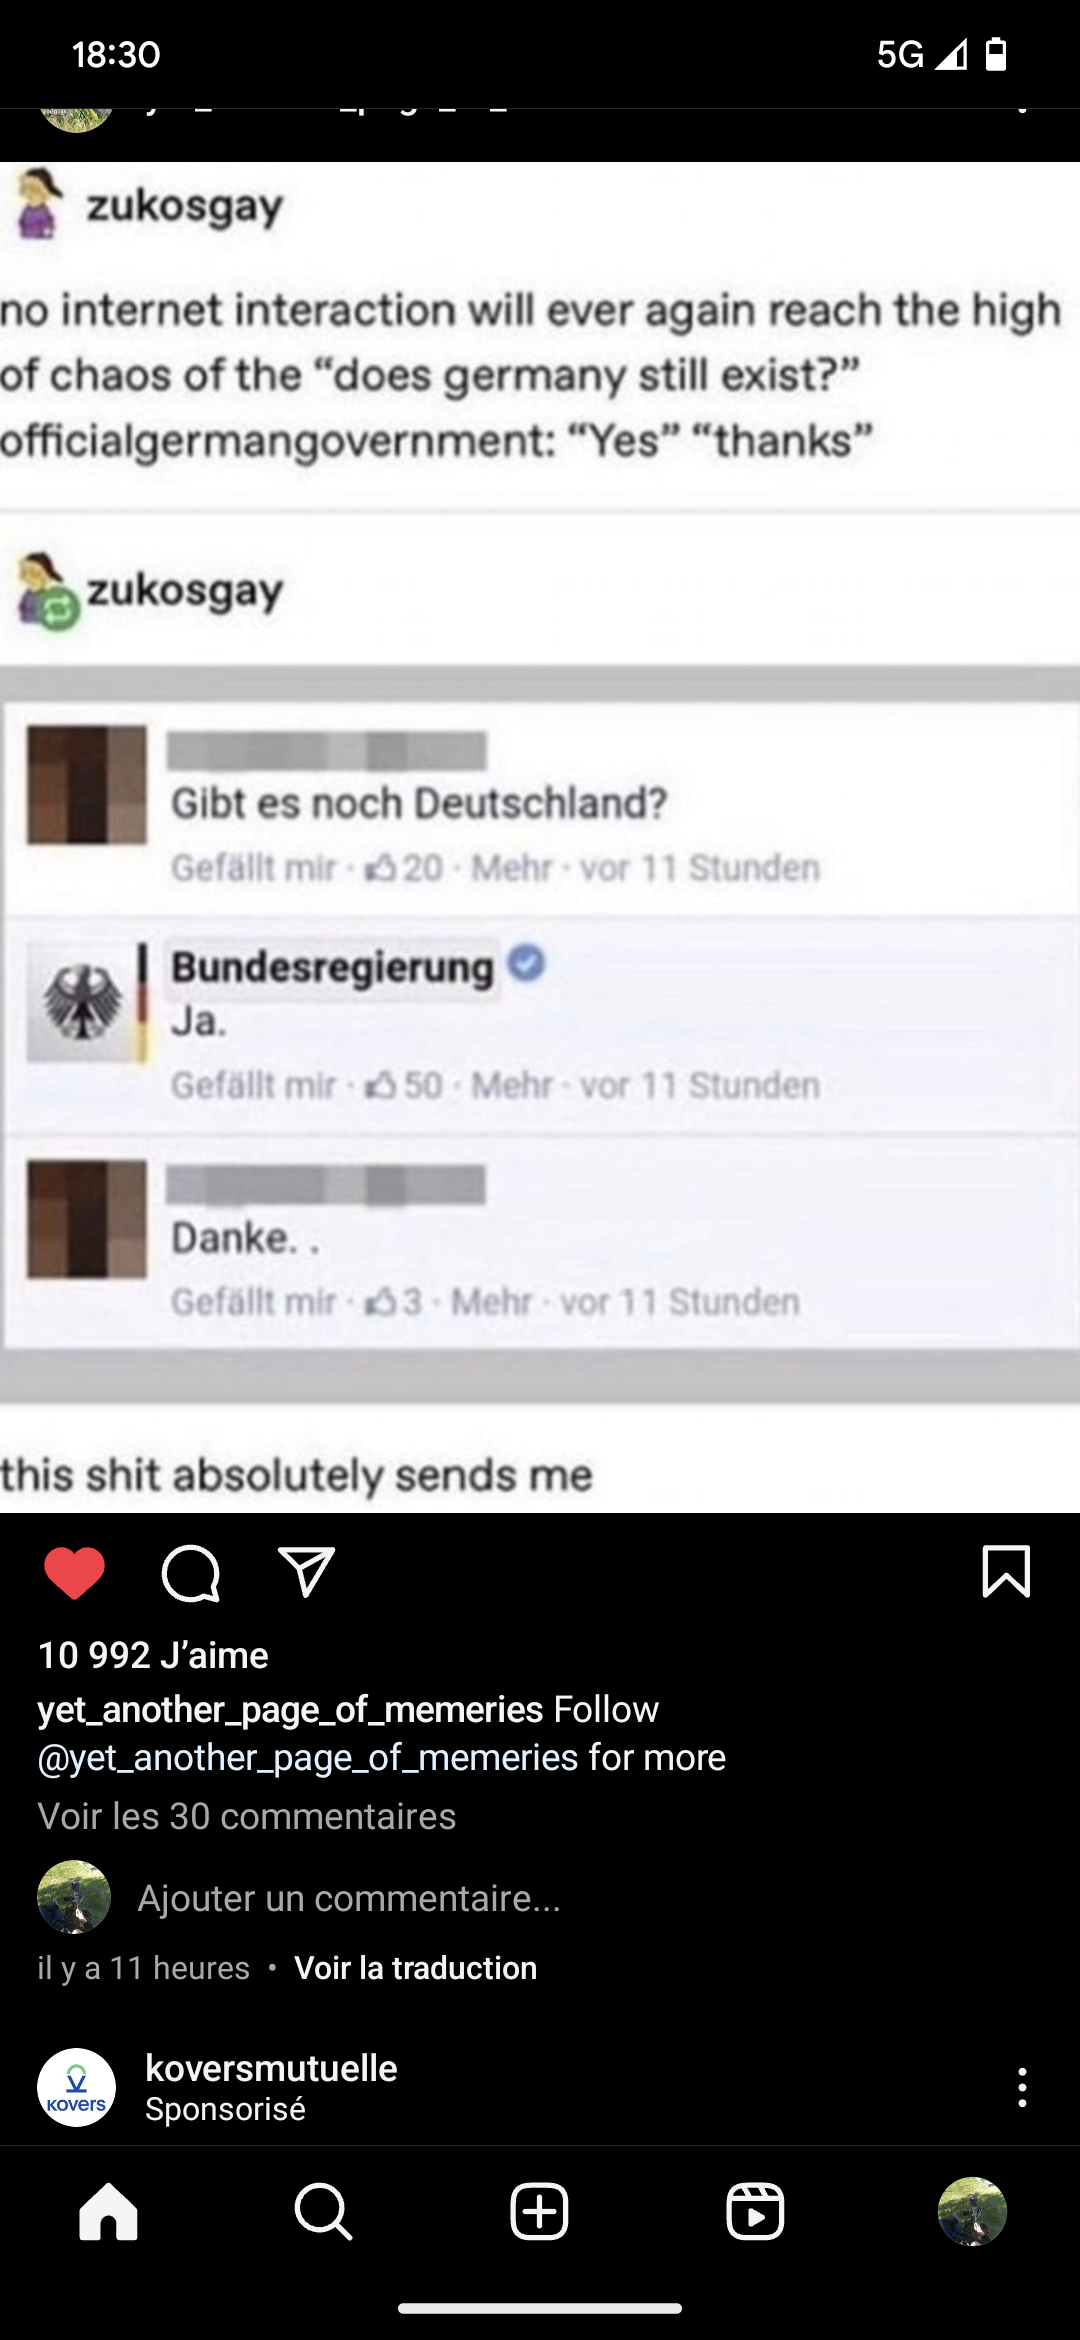 18:30
5G
zukosgay
no internet interaction will ever again reach the high
of chaos of the “does germany still exist?”
officialgermangovernment: “Yes” “thanks”
zukosgay
Gibt es noch Deutschland?
Gefällt mir · 20 · Mehr · vor 11 Stunden
Bundesregierung
Ja.
Gefällt mir · 50 · Mehr · vor 11 Stunden
Danke. .
Gefällt mir · 3 · Mehr · vor 11 Stunden
this shit absolutely sends me
10 992 J’aime
yet_another_page_of_memeries Follow
@yet_another_page_of_memeries for more
Voir les 30 commentaires
Ajouter un commentaire...
il y a 11 heures • Voir la traduction
koversmutuelle
KOVERS
Sponsorisé